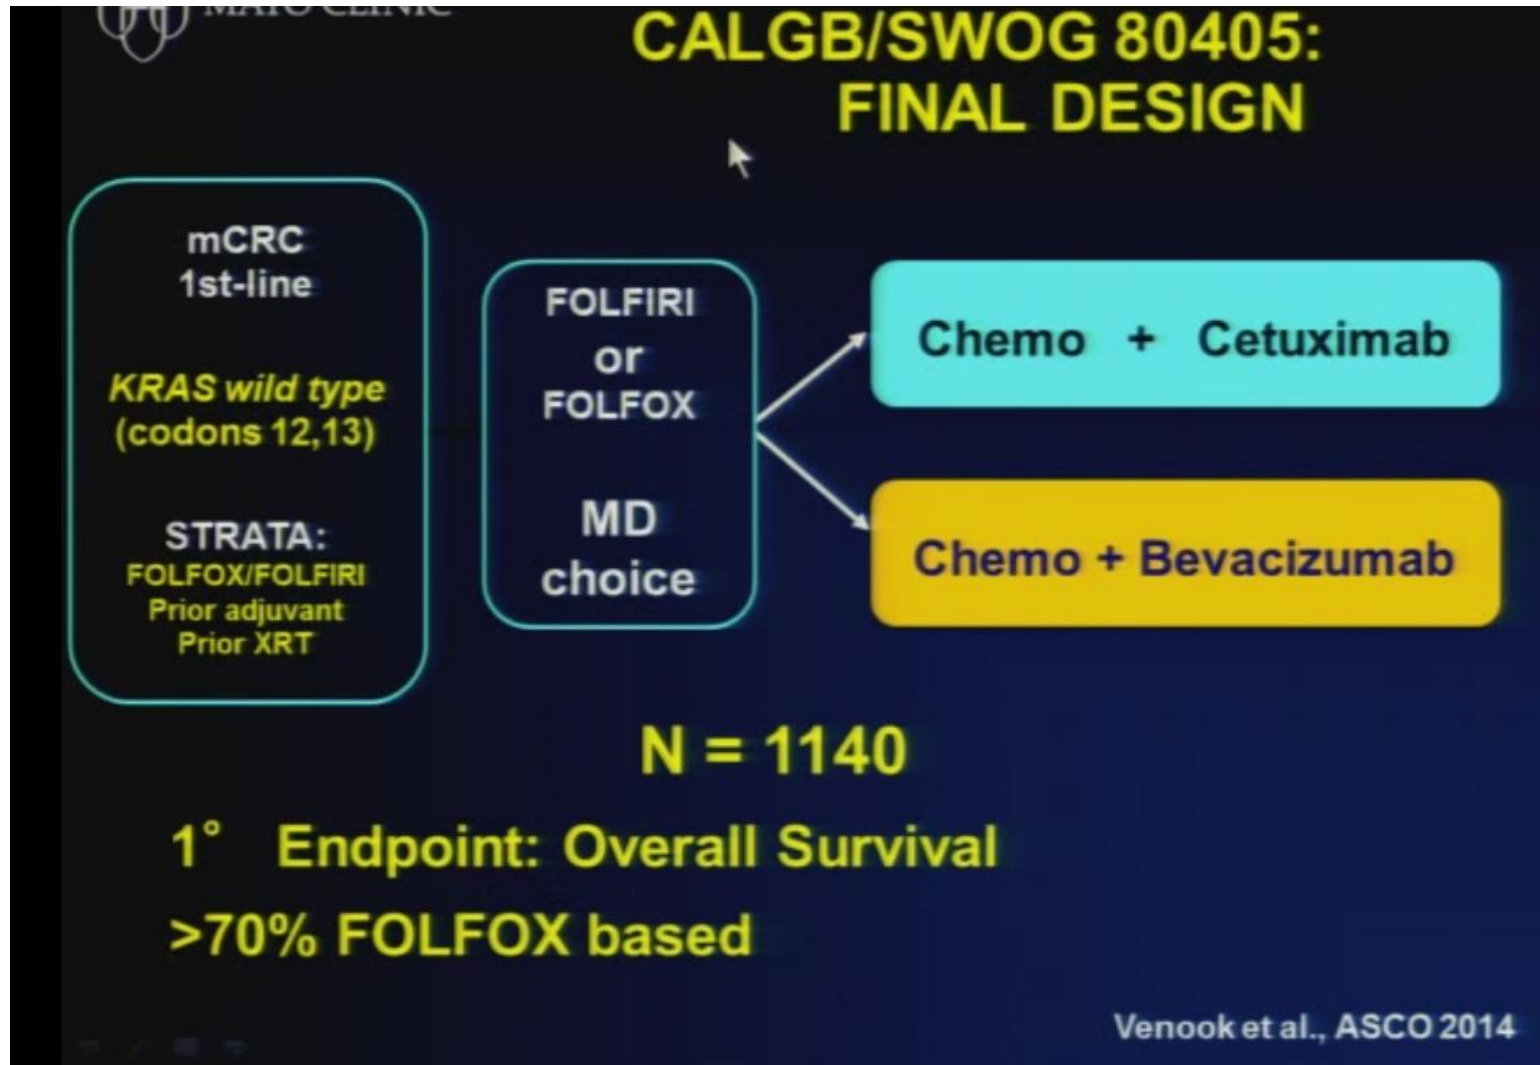 MAYO CLINIC
CALGB/SWOG 80405:
FINAL DESIGN
mCRC
1st-line
KRAS wild type
(codons 12,13)
STRATA:
FOLFOX/FOLFIRI
Prior adjuvant
Prior XRT
FOLFIRI
or
FOLFOX
MD
choice
Chemo + Cetuximab
Chemo + Bevacizumab
N = 1140
1° Endpoint: Overall Survival
>70% FOLFOX based
Venook et al., ASCO 2014